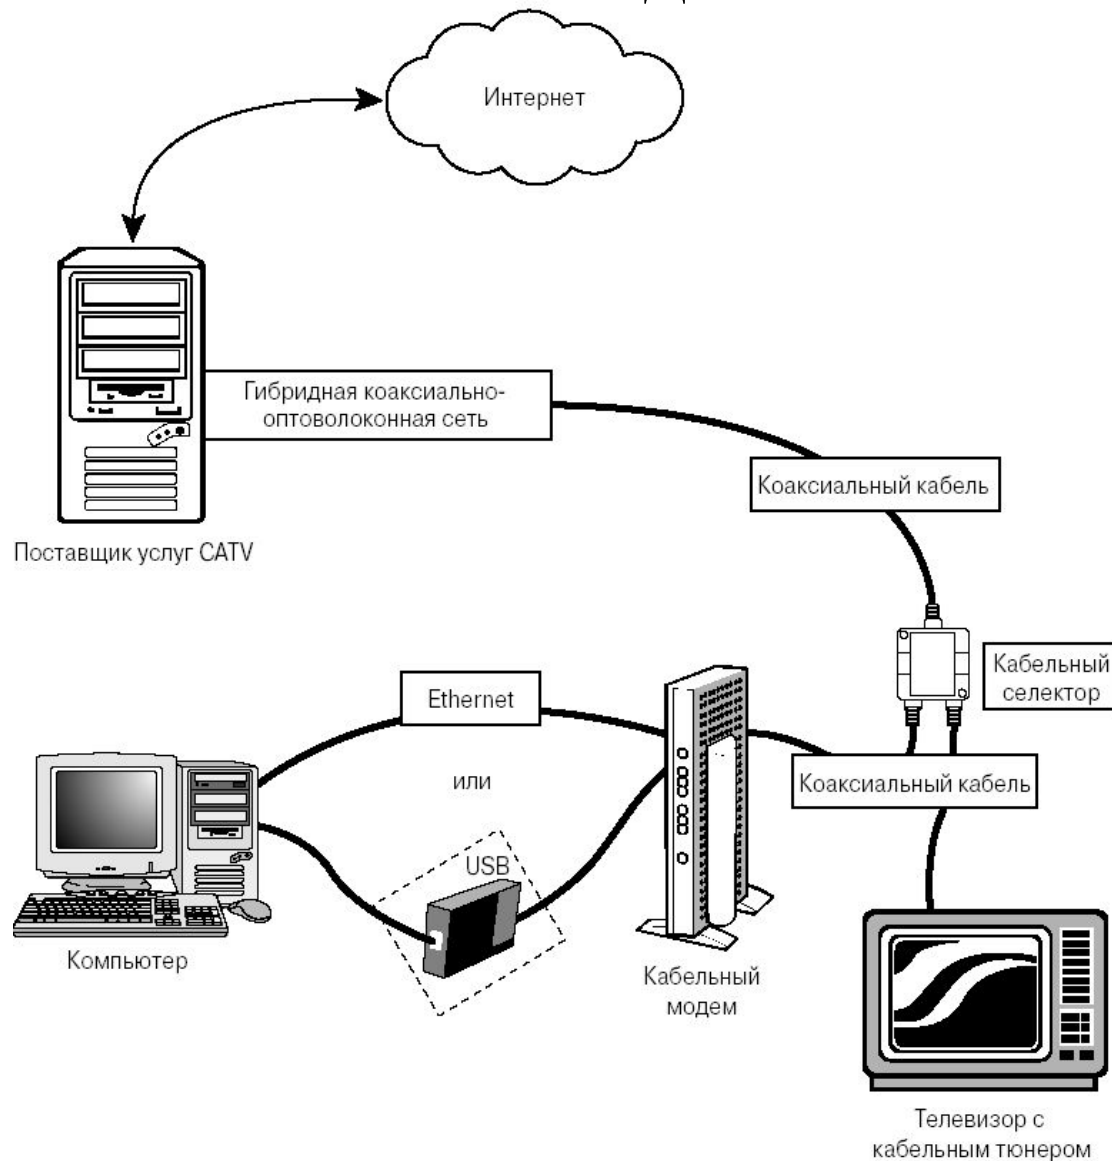 Интернет
Гибридная коаксиально-
оптоволоконная сеть
Коаксиальный кабель
Поставщик услуг CATV
Кабельный
селектор
Ethernet
или
Коаксиальный кабель
USB
Компьютер
Кабельный
модем
Телевизор с
кабельным тюнером